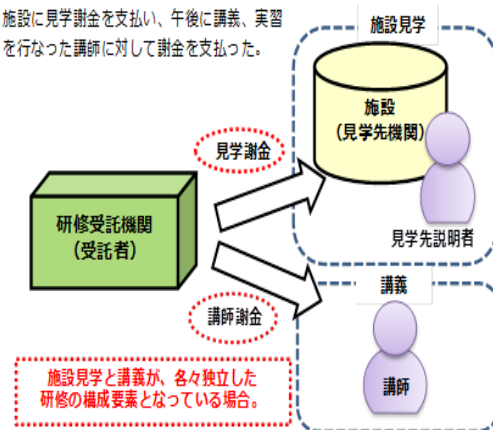 施設に見学謝金を支払い、午後に講義、実習
を行なった講師に対して謝金を支払った。
施設見学
施設
（見学先機関）
見学謝金
見学先説明者
研修受託機関
（受託者）
講義
講師謝金
講師
施設見学と講義が、各々独立した
研修の構成要素となっている場合。